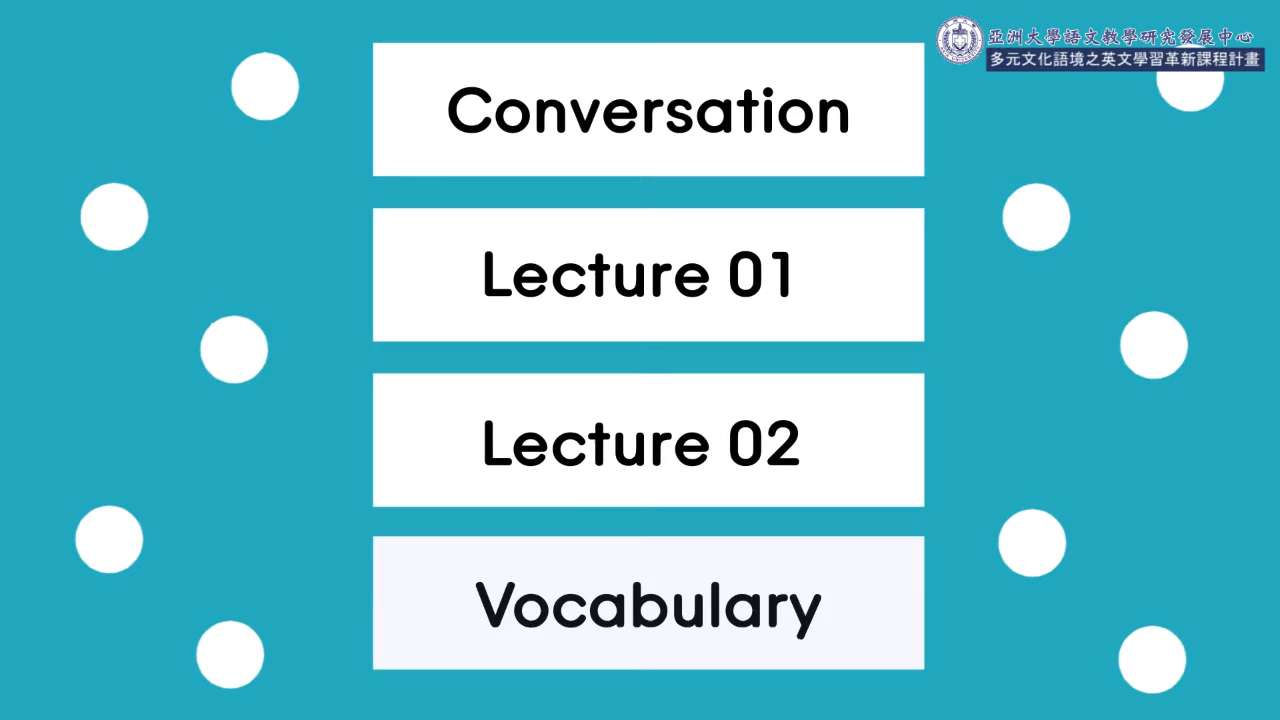 亞洲大學語文教學研究發展中心
多元文化語境之英文學習革新課程計畫
Conversation
Lecture 01
Lecture 02
Vocabulary